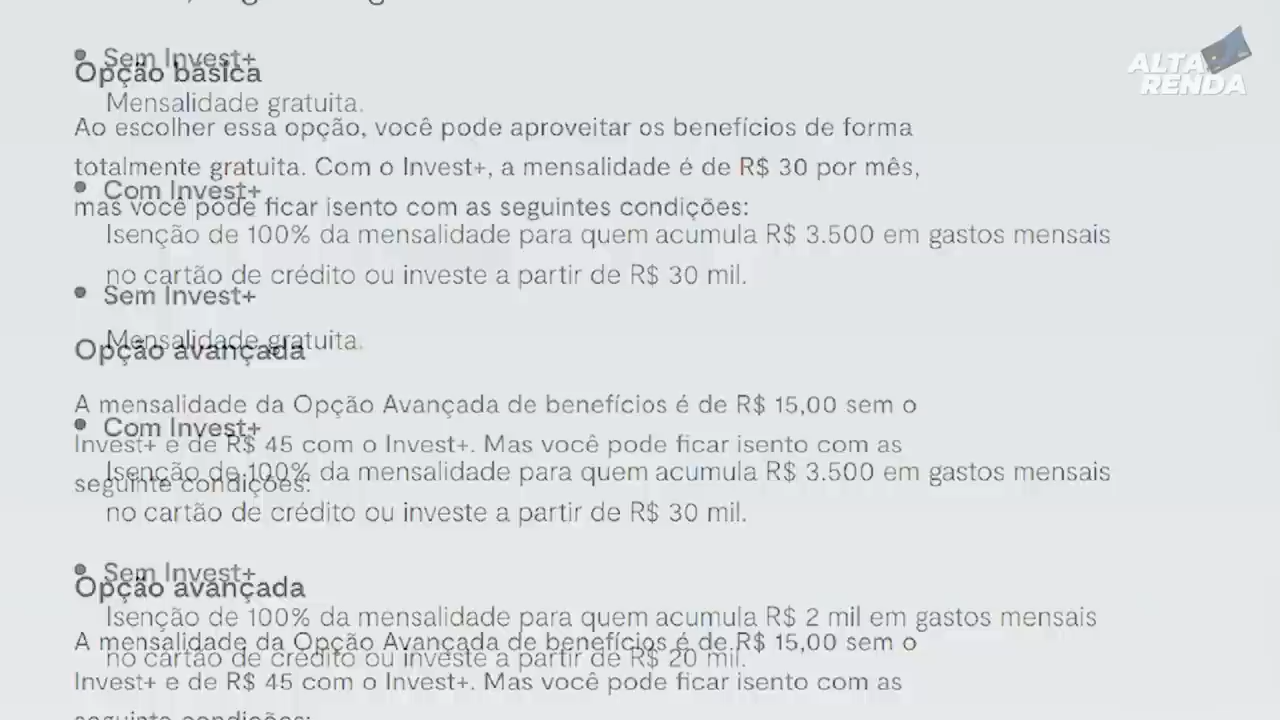 Sem Invest+
Opção básica
ALTA
RENDA
Mensalidade gratuita.
Ao escolher essa opção, você pode aproveitar os benefícios de forma
totalmente gratuita. Com o Invest+, a mensalidade é de R$ 30 por mês,
Com Invest+
mas você pode ficar isento com as seguintes condições:
Isenção de 100% da mensalidade para quem acumula R$ 3.500 em gastos mensais
no cartão de crédito ou investe a partir de R$ 30 mil.
Sem Invest+
Mensalidade gratuita.
Opção avançada
A mensalidade da Opção Avançada de benefícios é de R$ 15,00 sem o
Com Invest+
Invest+ e de R$ 45 com o Invest+. Mas você pode ficar isento com as
Isenção de 100% da mensalidade para quem acumula R$ 3.500 em gastos mensais
seguinte condições:
no cartão de crédito ou investe a partir de R$ 30 mil.
Sem Invest+
Opção avançada
Isenção de 100% da mensalidade para quem acumula R$ 2 mil em gastos mensais
A mensalidade da Opção Avançada de benefícios é de R$ 15,00 sem o
no cartão de crédito ou investe a partir de R$ 20 mil.
Invest+ e de R$ 45 com o Invest+. Mas você pode ficar isento com as
seguinte condições: